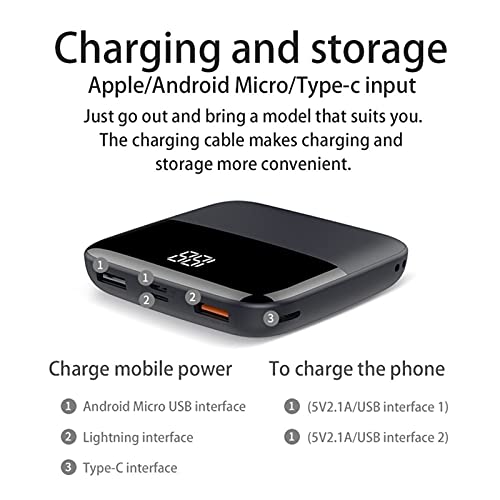 Charging and storage
Apple/Android Micro/Type-c input
Just go out and bring a model that suits you.
The charging cable makes charging and
storage more convenient.
1
1
2
2
3
Charge mobile power
To charge the phone
1 Android Micro USB interface
1 (5V2.1A/USB interface 1)
2 Lightning interface
1 (5V2.1A/USB interface 2)
3 Type-C interface